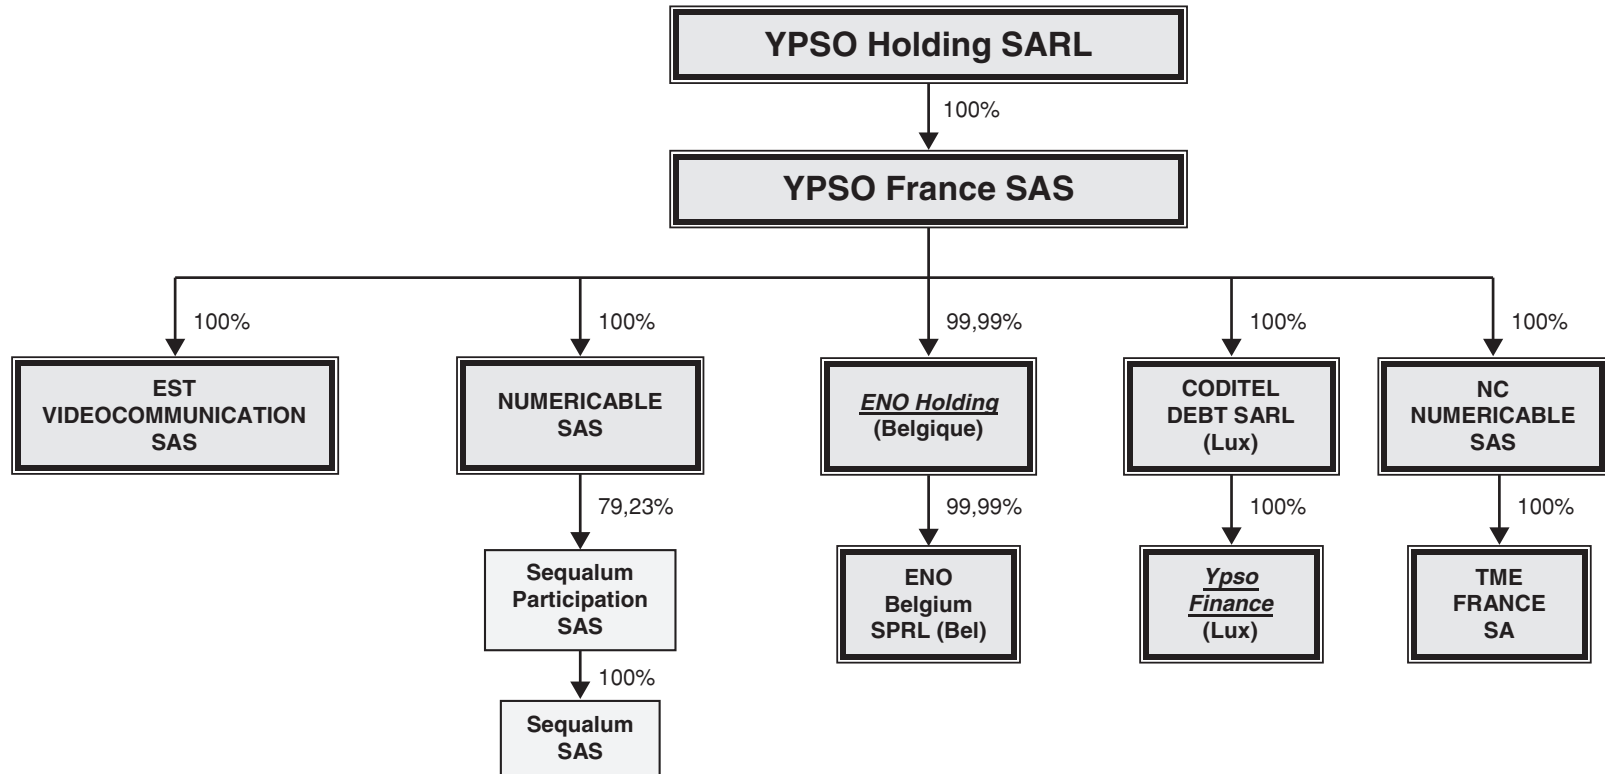 YPSO Holding SARL
100%
YPSO France SAS
100%
100%
99,99%
100%
100%
EST
VIDEOCOMMUNICATION
SAS
NUMERICABLE
SAS
ENO Holding
(Belgique)
CODITEL
DEBT SARL
(Lux)
NC
NUMERICABLE
SAS
79,23%
99,99%
100%
100%
Sequalum
Participation
SAS
ENO
Belgium
SPRL (Bel)
Ypso
Finance
(Lux)
TME
FRANCE
SA
100%
Sequalum
SAS